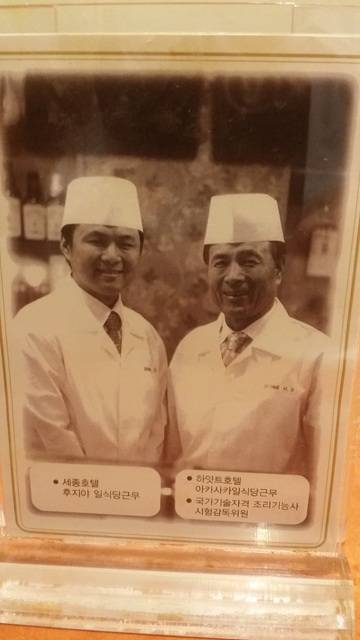 ● 세종호텔
후지야 일식당근무
● 하얏트호텔
아카사카일식당근무
● 국가기술자격 조리기능사
시험감독위원